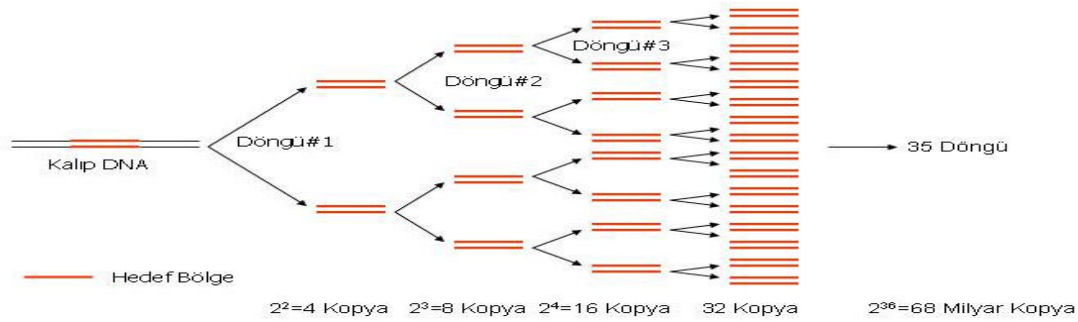 Döngü#3
Döngü#2
Döngü#1
35 Döngü
Kalıp DNA
Hedef Bölge
2²=4 Kopya 2³=8 Kopya 2⁴=16 Kopya 32 Kopya 2³⁶=68 Milyar Kopya